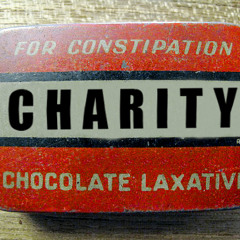 FOR CONSTIPATION
CHARITY
CHOCOLATE LAXATIVE